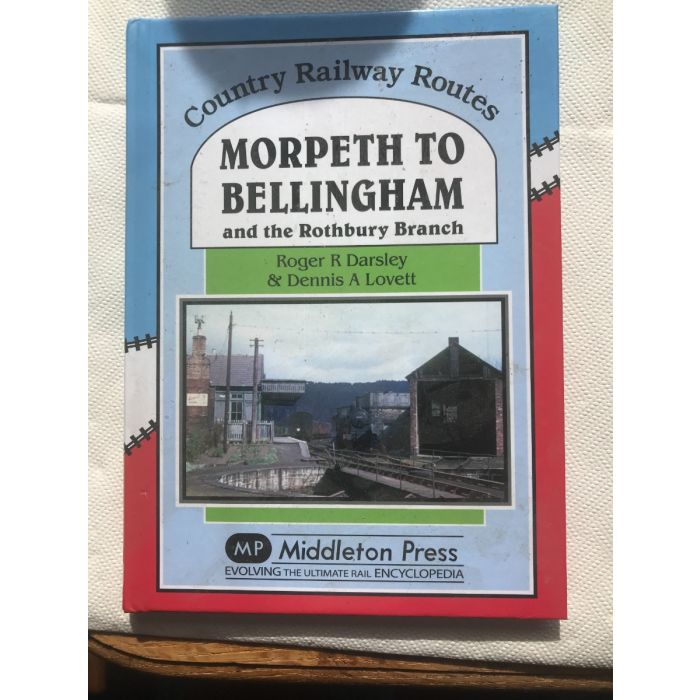 Country Railway Routes
MORPETH TO
BELLINGHAM
and the Rothbury Branch
Roger R Darsley
& Dennis A Lovett
MP Middleton Press
EVOLVING THE ULTIMATE RAIL ENCYCLOPEDIA